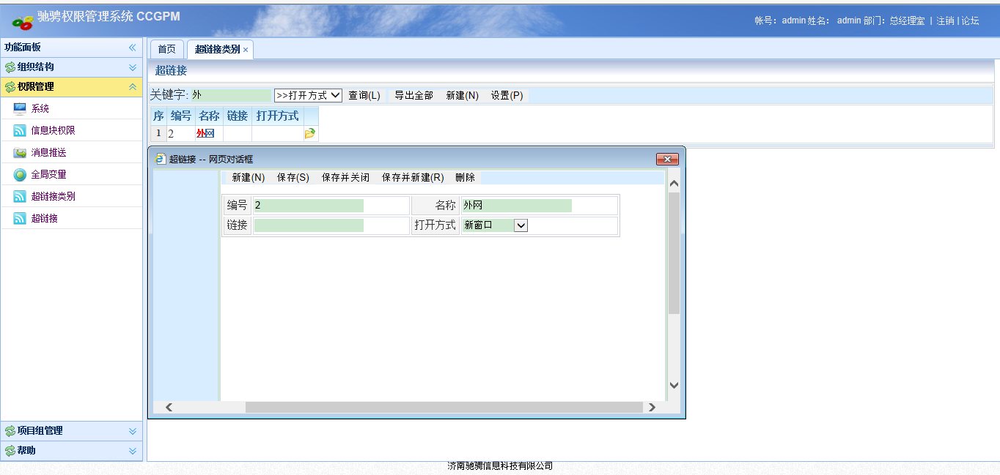 驰骋权限管理系统 CCGPM
帐号： admin 姓名： admin 部门：总经理室 | 注销 | 论坛
功能面板
组织结构
权限管理
系统
信息块权限
消息推送
全局变量
超链接类别
超链接
项目组管理
帮助
首页 超链接类别 ×
超链接
关键字: 外 >>打开方式 查询(L) 导出全部 新建(N) 设置(P)
序 编号 名称 链接 打开方式
1 2 外网
超链接 -- 网页对话框
新建(N) 保存(S) 保存并关闭 保存并新建(R) 删除
编号 2 名称 外网
链接 打开方式 新窗口
济南驰骋信息科技有限公司